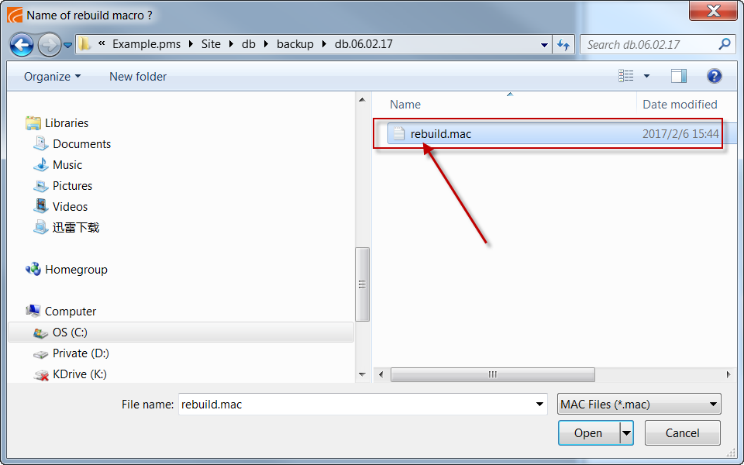 Name of rebuild macro ?
« Example.pms Site db backup db.06.02.17
Search db.06.02.17
Organize New folder
Name Date modified
rebuild.mac 2017/2/6 15:44
Libraries
Documents
Music
Pictures
Videos
迅雷下载
Homegroup
Computer
OS (C:)
Private (D:)
KDrive (K:)
File name: rebuild.mac
MAC Files (*.mac)
Open Cancel